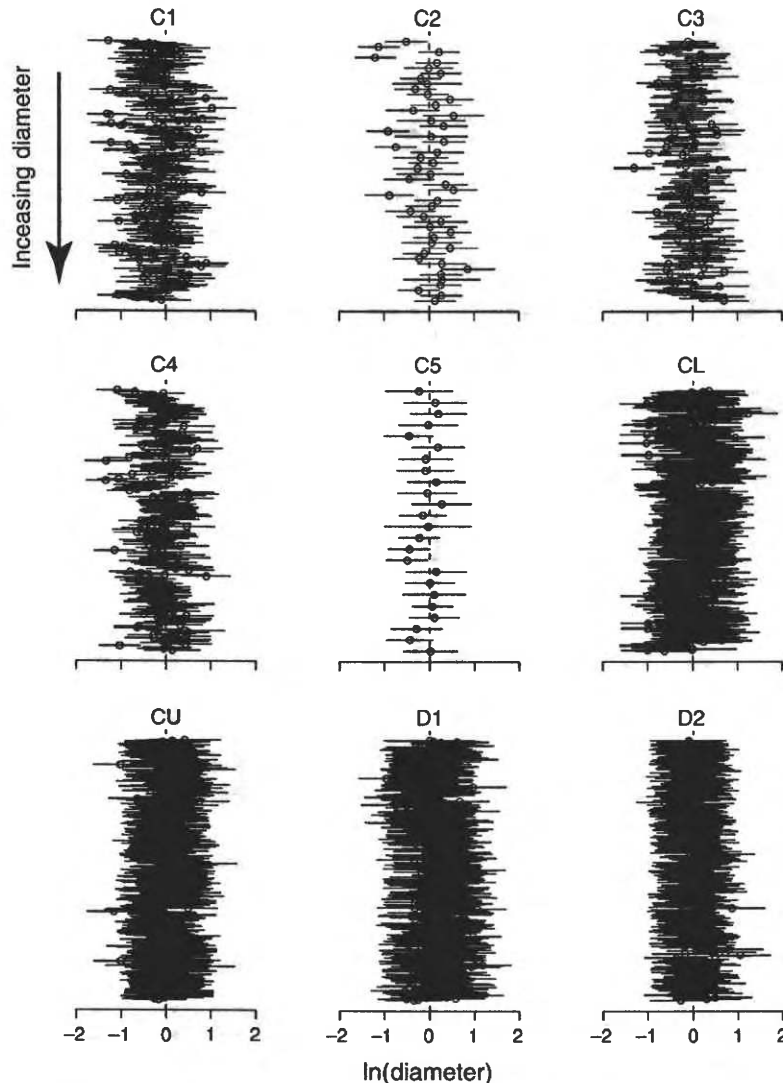 C1 C2 C3
Inceasing diameter
C4 C5 CL
CU D1 D2
−2 −1 0 1 2 −2 −1 0 1 2 −2 −1 0 1 2
ln(diameter)